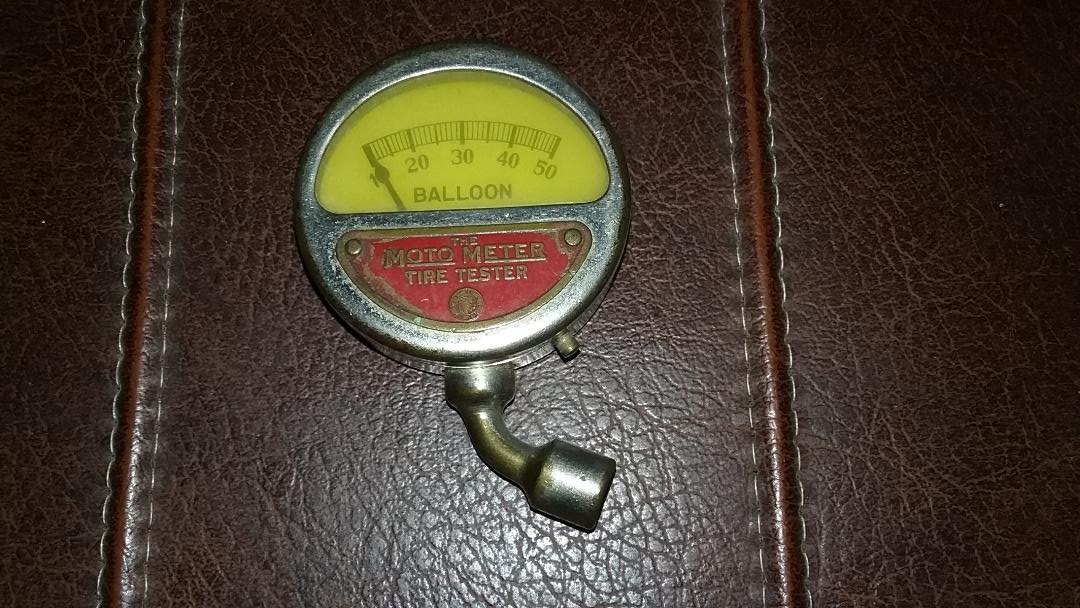 20 30 40 50
BALLOON
THE
MOTO METER
TIRE TESTER